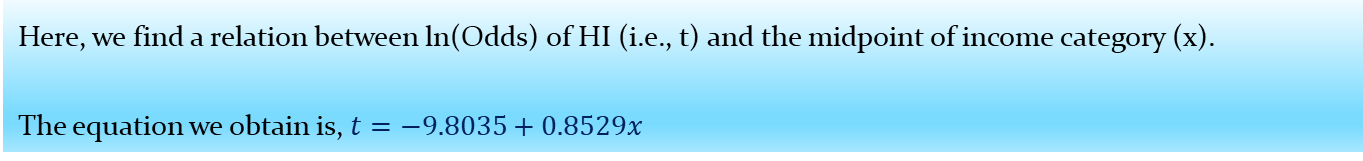 Here, we find a relation between ln(Odds) of HI (i.e., t) and the midpoint of income category (x).
The equation we obtain is, t = −9.8035 + 0.8529x